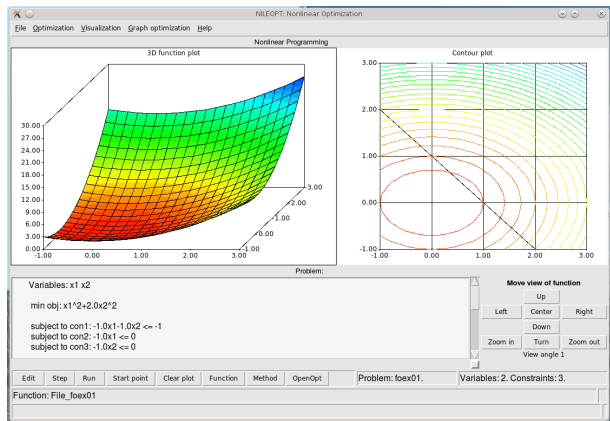 NILEOPT: Nonlinear Optimization
File Optimization Visualization Graph optimization Help
Nonlinear Programming
3D function plot
30.00
27.00
24.00
21.00
18.00
15.00
12.00
9.00
6.00
3.00
0.00
-1.00 0.00 1.00 2.00 3.00
3.00
2.00
1.00
0.00
-1.00
Contour plot
3.00
2.00
1.00
0.00
-1.00
-1.00 0.00 1.00 2.00 3.00
Problem:
Variables: x1 x2
min obj: x1^2+2.0x2^2
subject to con1: -1.0x1-1.0x2 <= -1
subject to con2: -1.0x1 <= 0
subject to con3: -1.0x2 <= 0
Move view of function
Up
Left Center Right
Down
Zoom in Turn Zoom out
View angle 1
Edit Step Run Start point Clear plot Function Method OpenOpt Problem: foex01. Variables: 2. Constraints: 3.
Function: File_foex01